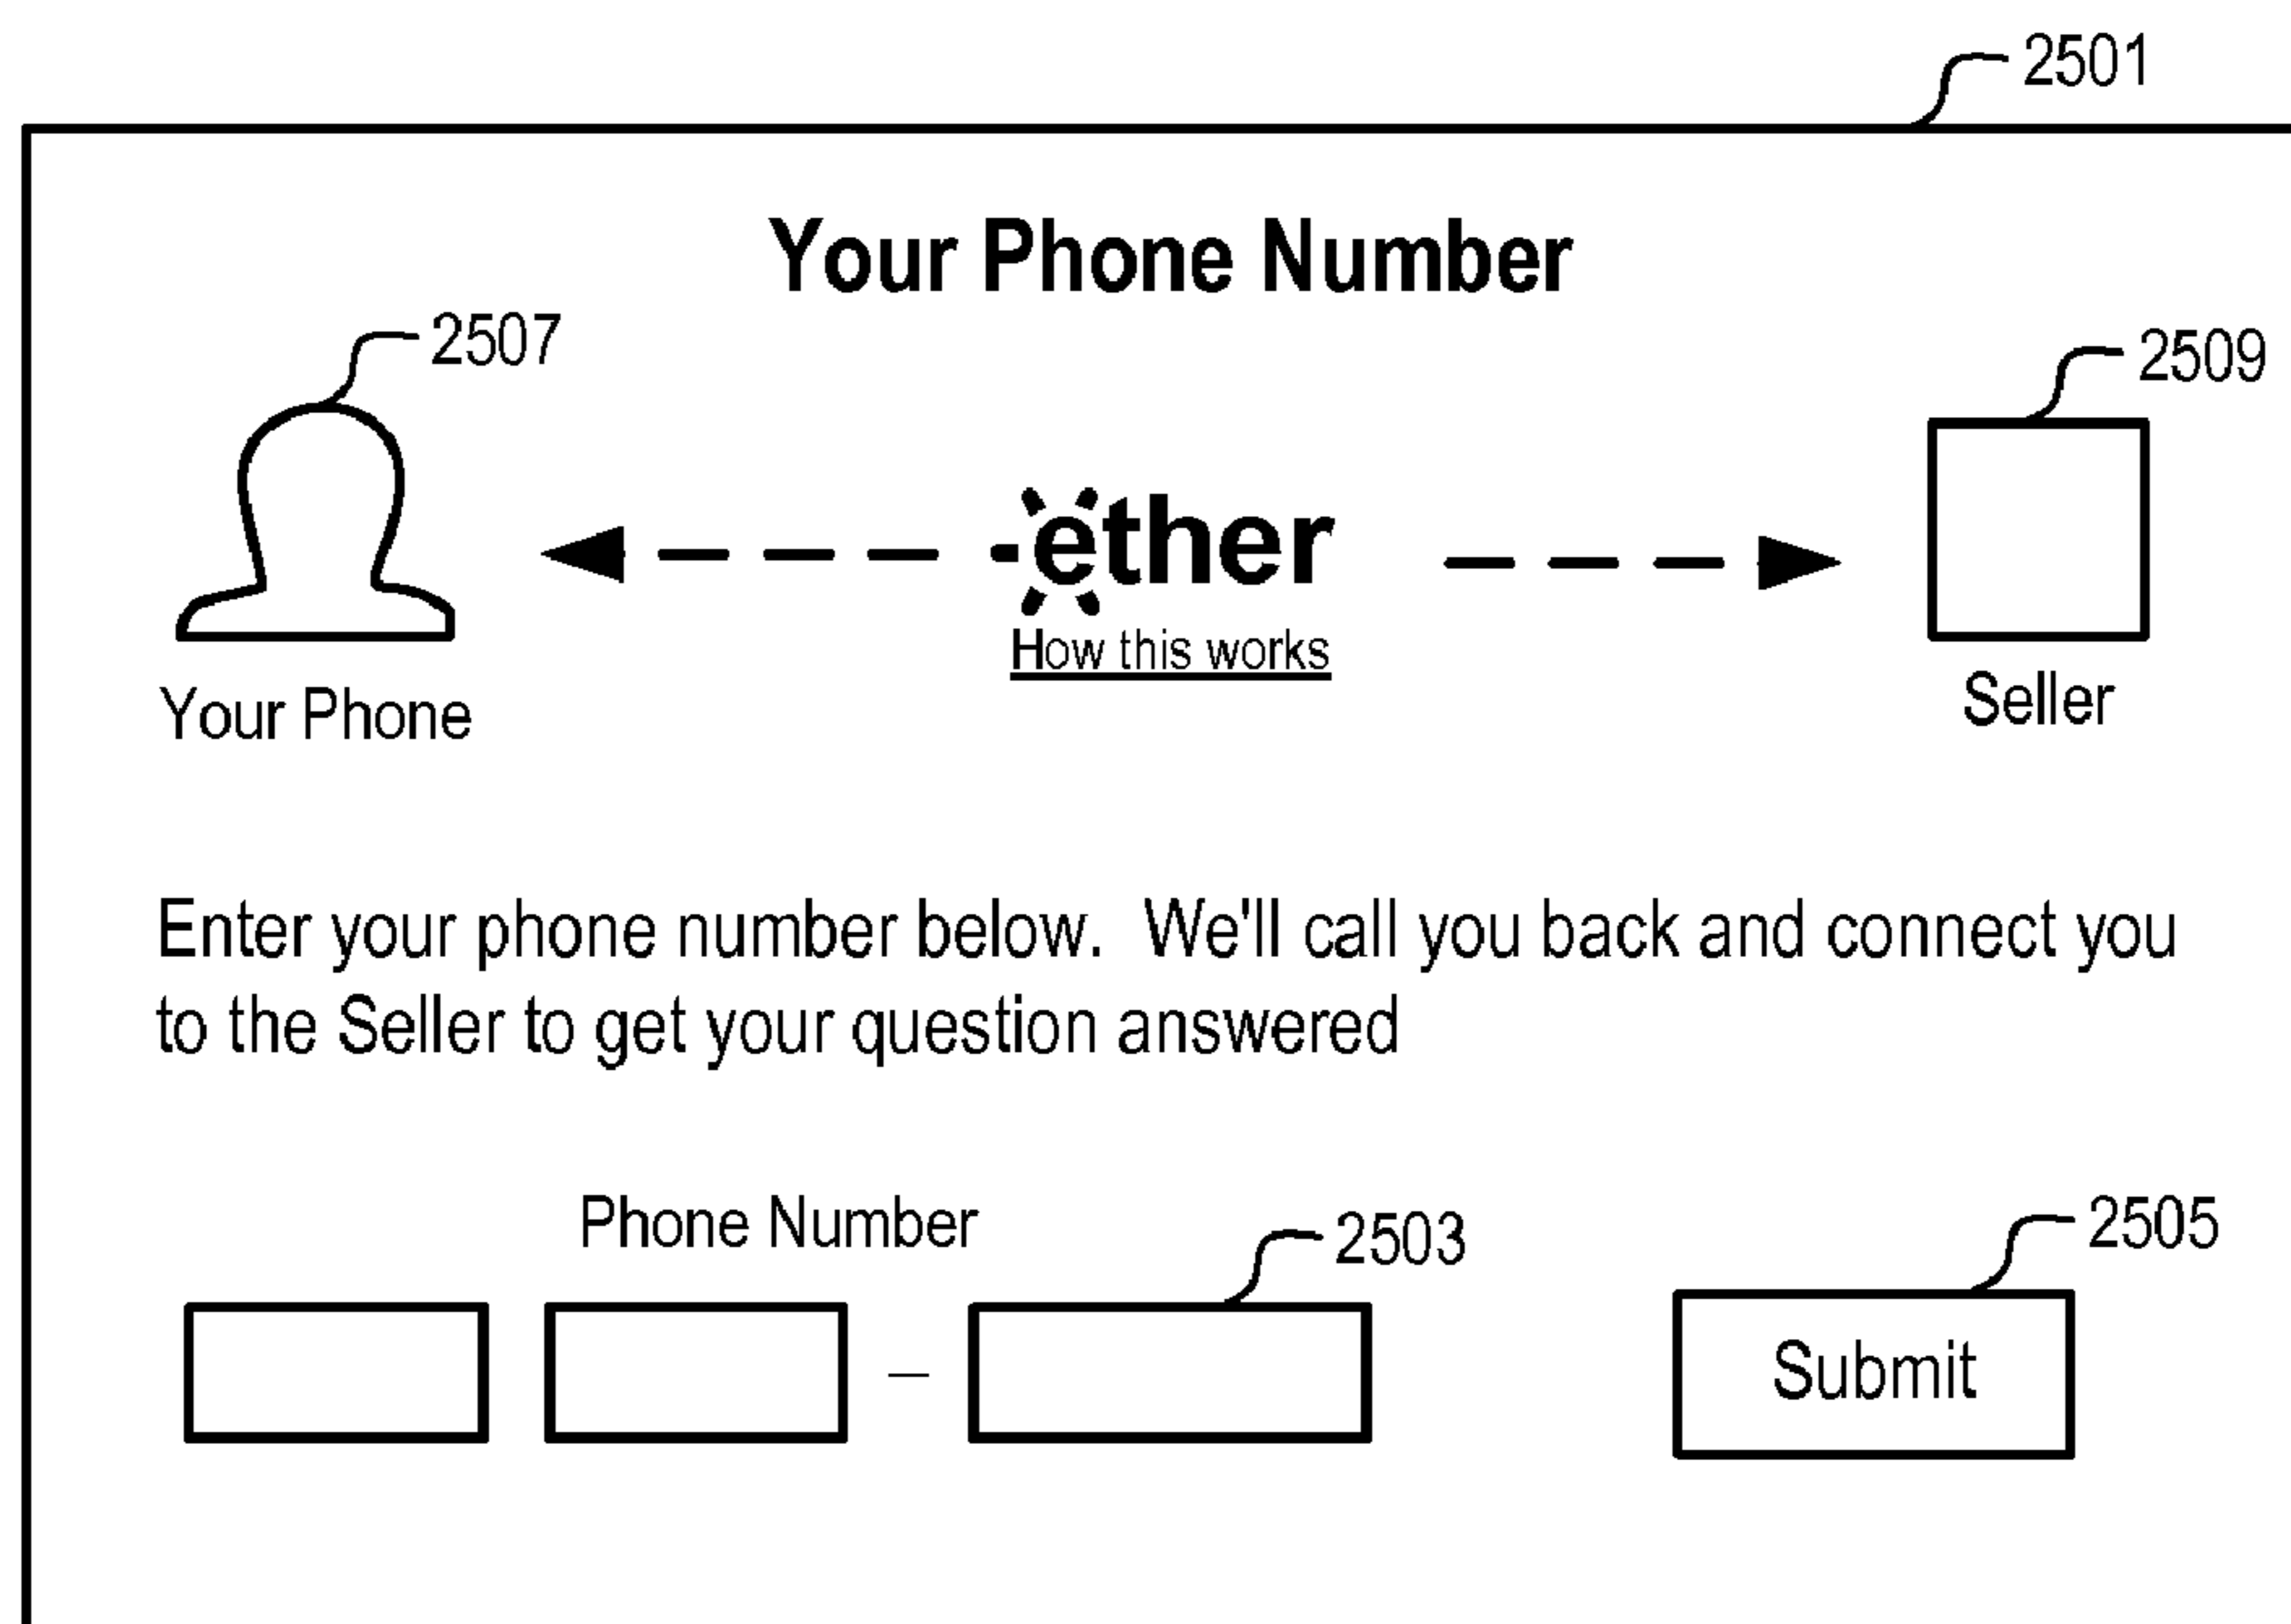 2501
Your Phone Number
2507
2509
ether
How this works
Your Phone
Seller
Enter your phone number below. We'll call you back and connect you
to the Seller to get your question answered
Phone Number
2503
2505
–
Submit